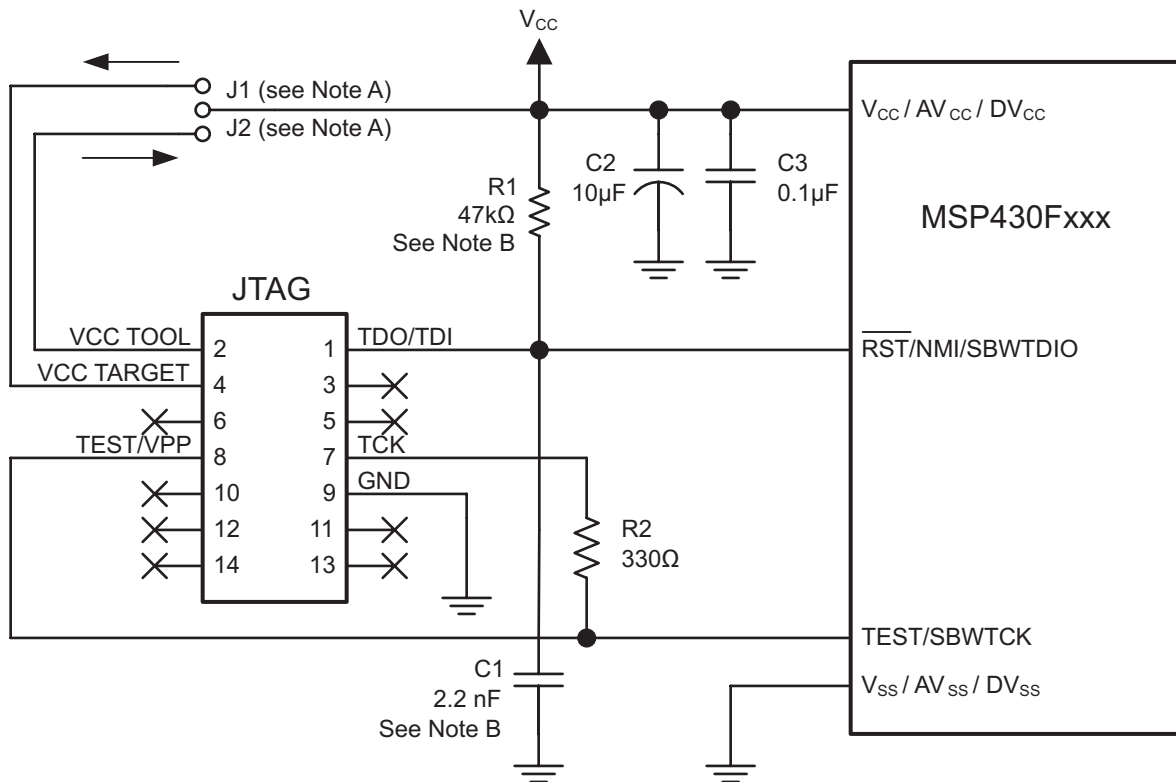 VCC
J1 (see Note A)
J2 (see Note A)
VCC / AVCC / DVCC
C2
10µF
C3
0.1µF
R1
47kΩ
See Note B
MSP430Fxxx
JTAG
VCC TOOL
2
1
TDO/TDI
RST/NMI/SBWTDIO
VCC TARGET
4
3
6
5
TEST/VPP
8
7
TCK
10
9
GND
12
11
14
13
R2
330Ω
TEST/SBWTCK
C1
2.2 nF
See Note B
VSS / AVSS / DVSS